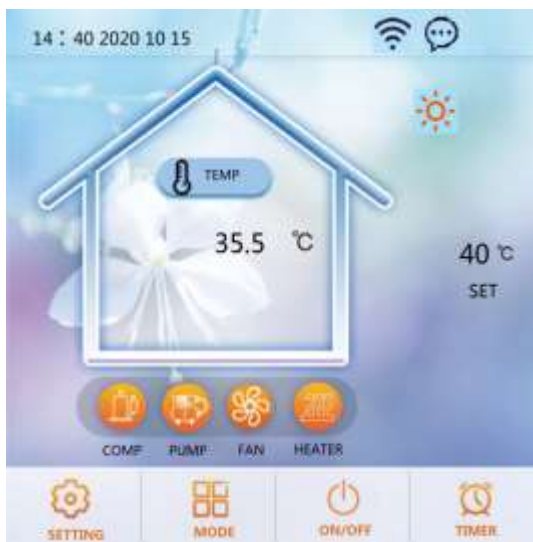 14：40 2020 10 15
TEMP
35.5 ℃
40 ℃
SET
COMP PUMP FAN HEATER
SETTING MODE ON/OFF TIMER